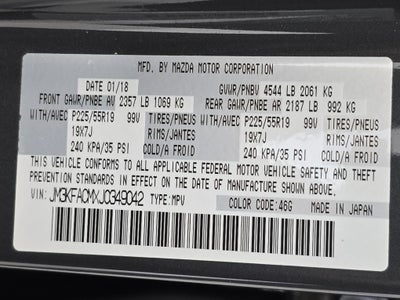 MFD. BY MAZDA MOTOR CORPORATION
DATE 01/18 GVWR/PNBV 4544 LB 2061 KG
FRONT GAWR/PNBE AV 2357 LB 1069 KG REAR GAWR/PNBE AR 2187 LB 992 KG
WITH/AVEC P225/55R19 99V TIRES/PNEUS WITH/AVEC P225/55R19 99V TIRES/PNEUS
19X7J RIMS/JANTES 19X7J RIMS/JANTES
240 KPA/35 PSI COLD/A FROID 240 KPA/35 PSI COLD/A FROID
THIS VEHICLE CONFORMS TO ALL APPLICABLE FEDERAL MOTOR VEHICLE SAFETY AND THEFT
PREVENTION STANDARDS IN EFFECT ON THE DATE OF MANUFACTURE SHOWN ABOVE.
VIN: JM3KFACMXJ0349042 TYPE:MPV COLOR CODE:46G MADE IN JAPAN